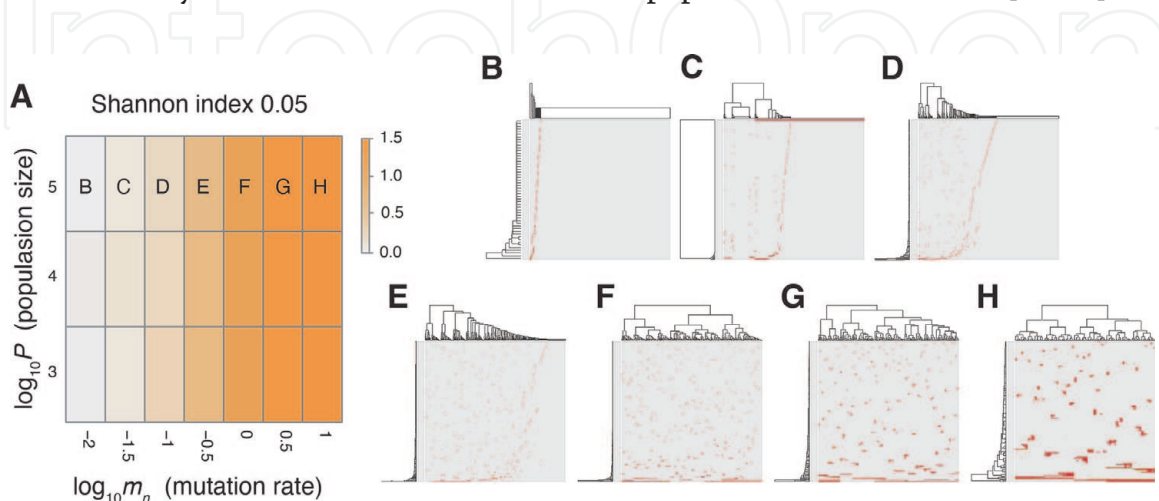 A
Shannon index 0.05
log10P (populasion size)
5
4
3
B C D E F G H
-2 -1.5 -1 -0.5 0 0.5 1
log10mn (mutation rate)
1.5
1.0
0.5
0.0
B
C
D
E
F
G
H